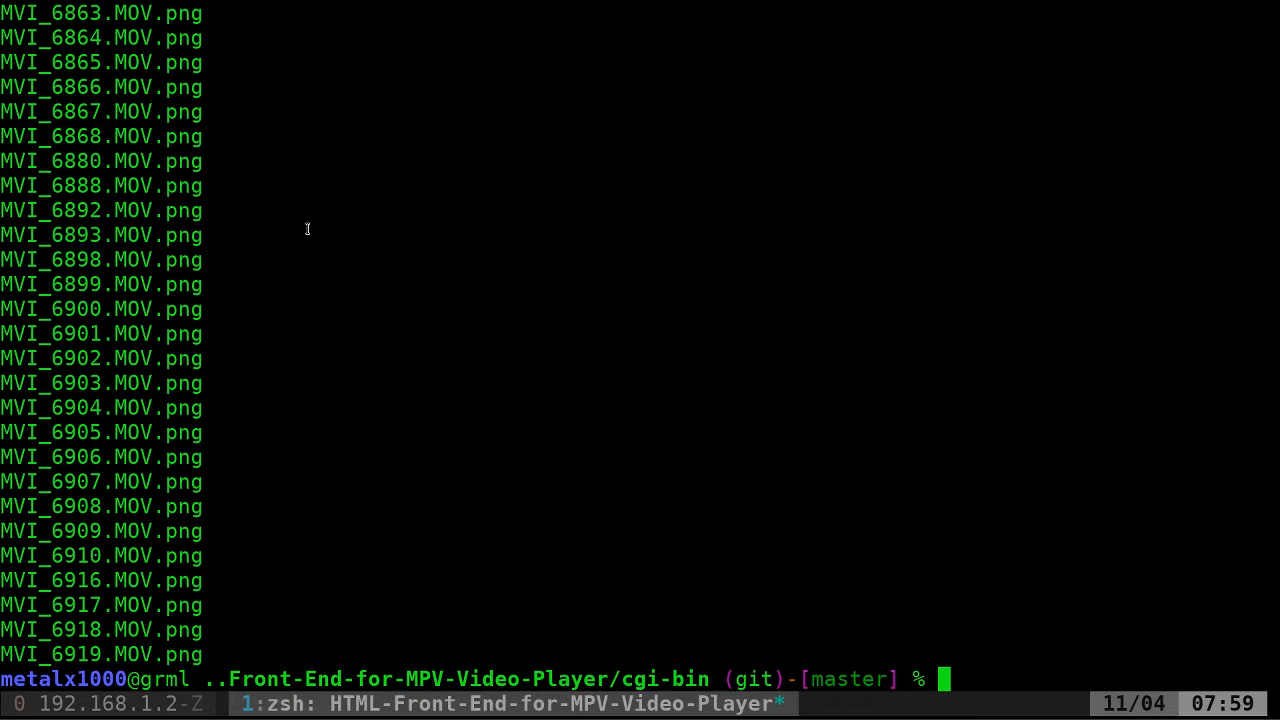 MVI_6863.MOV.png
MVI_6864.MOV.png
MVI_6865.MOV.png
MVI_6866.MOV.png
MVI_6867.MOV.png
MVI_6868.MOV.png
MVI_6880.MOV.png
MVI_6888.MOV.png
MVI_6892.MOV.png
MVI_6893.MOV.png
MVI_6898.MOV.png
MVI_6899.MOV.png
MVI_6900.MOV.png
MVI_6901.MOV.png
MVI_6902.MOV.png
MVI_6903.MOV.png
MVI_6904.MOV.png
MVI_6905.MOV.png
MVI_6906.MOV.png
MVI_6907.MOV.png
MVI_6908.MOV.png
MVI_6909.MOV.png
MVI_6910.MOV.png
MVI_6916.MOV.png
MVI_6917.MOV.png
MVI_6918.MOV.png
MVI_6919.MOV.png
metalx1000@grml ..Front-End-for-MPV-Video-Player/cgi-bin (git)-[master] %
0 192.168.1.2-Z 1:zsh: HTML-Front-End-for-MPV-Video-Player* 11/04 07:59